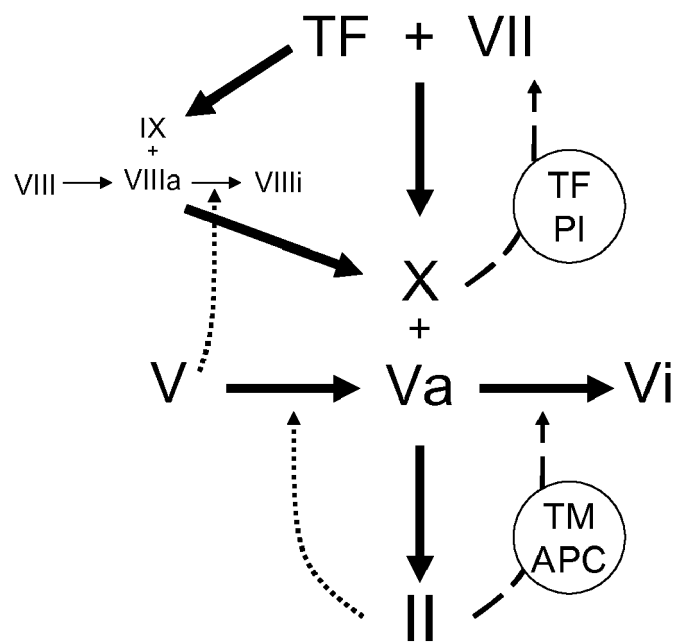 TF + VII
IX
+
VIII VIIIa VIIIi
TF
PI
X
+
V Va Vi
TM
APC
II